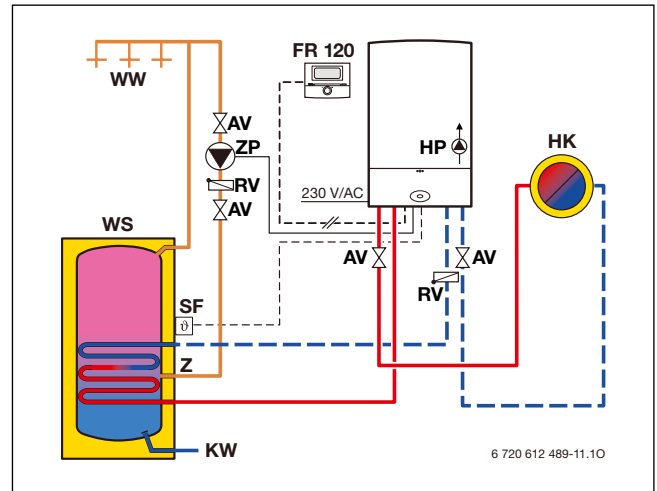 FR 120
WW
AV
ZP
HP
HK
RV
230 V/AC
AV
WS
AV
AV
RV
SF
ϑ
Z
KW
6 720 612 489-11.1O